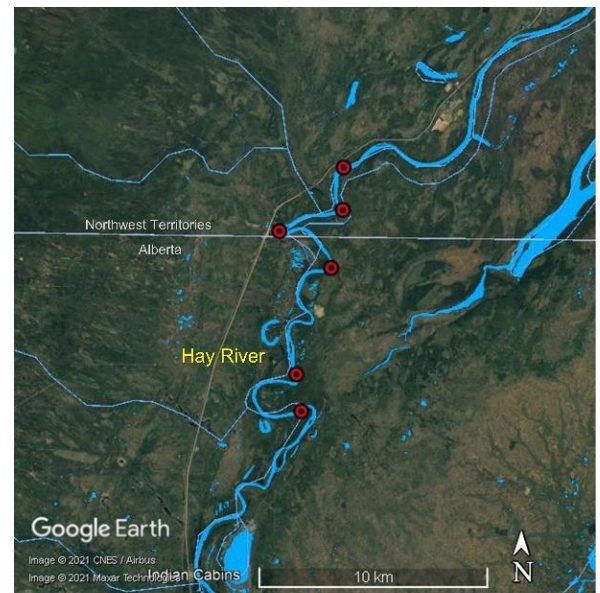 Northwest Territories
Alberta
Hay River
Google Earth
Image © 2021 CNES / Airbus
Image © 2021 Maxar Technologies
Indian Cabins
10 km
N